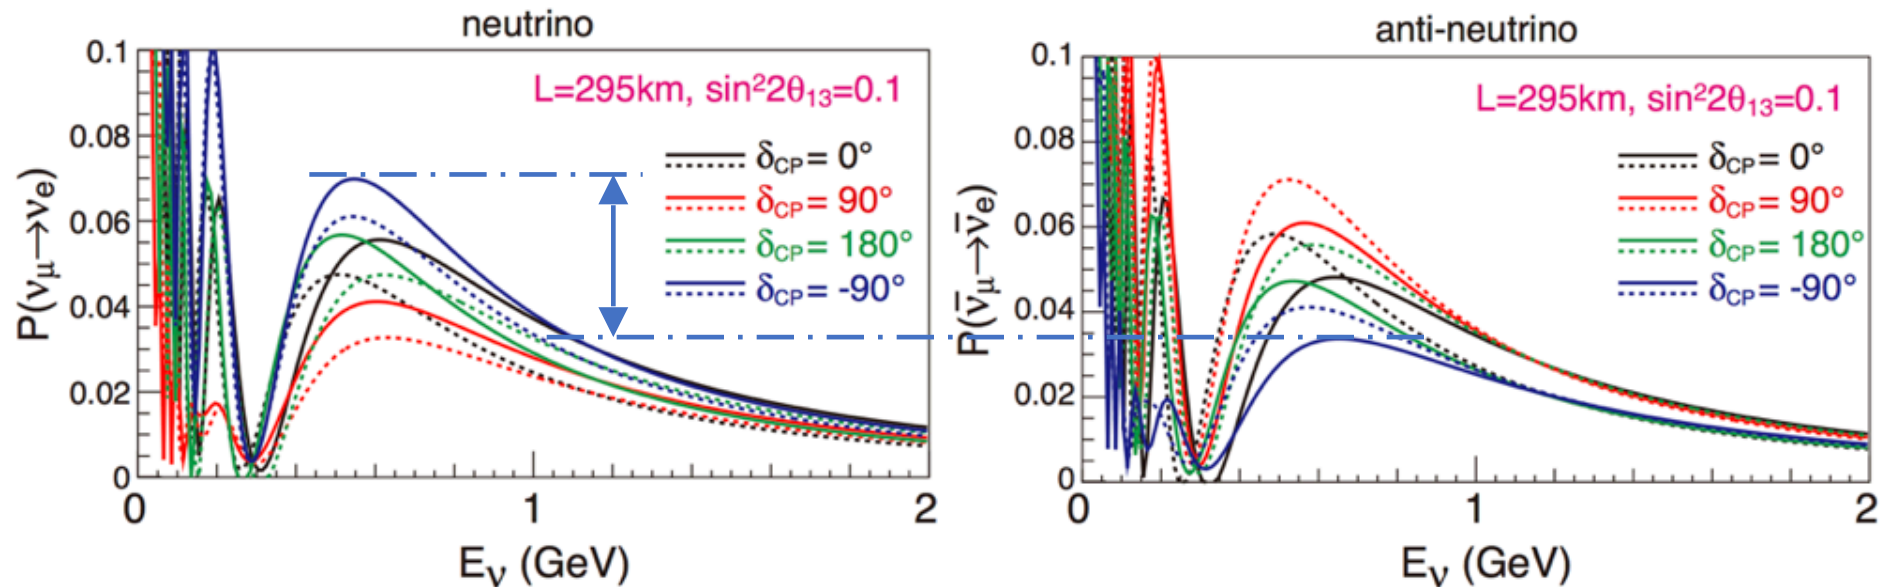 neutrino
0.1
0.08
0.06
0.04
0.02
0
P(νμ→νe)
L=295km, sin²2θ₁₃=0.1
δCP = 0°
δCP = 90°
δCP = 180°
δCP = -90°
0 1 2
Eν (GeV)
anti-neutrino
0.1
0.08
0.06
0.04
0.02
0
P(ν̄μ→ν̄e)
L=295km, sin²2θ₁₃=0.1
δCP = 0°
δCP = 90°
δCP = 180°
δCP = -90°
0 1 2
Eν (GeV)